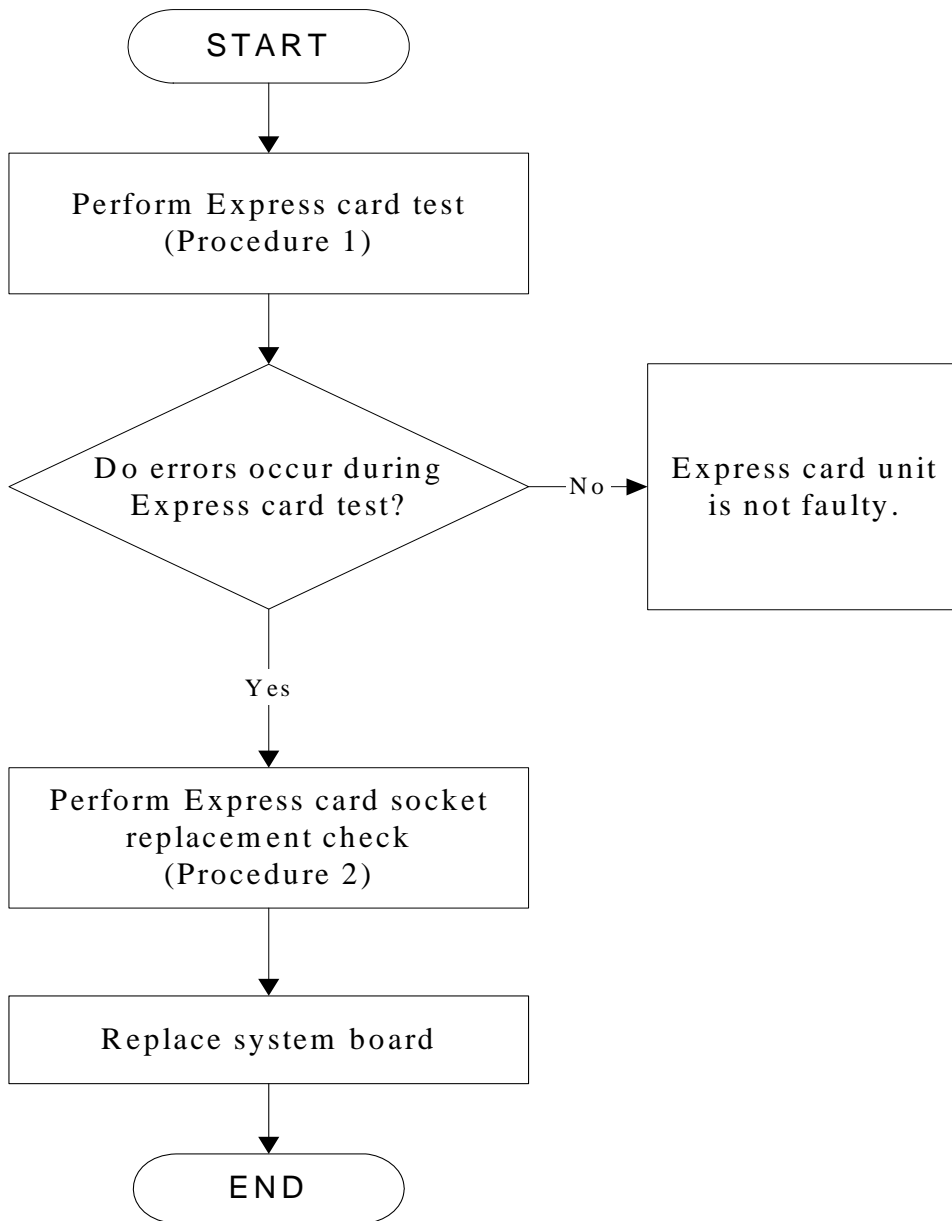 START
Perform Express card test
(Procedure 1)
Do errors occur during
Express card test?
No
Express card unit
is not faulty.
Yes
Perform Express card socket
replacement check
(Procedure 2)
Replace system board
END